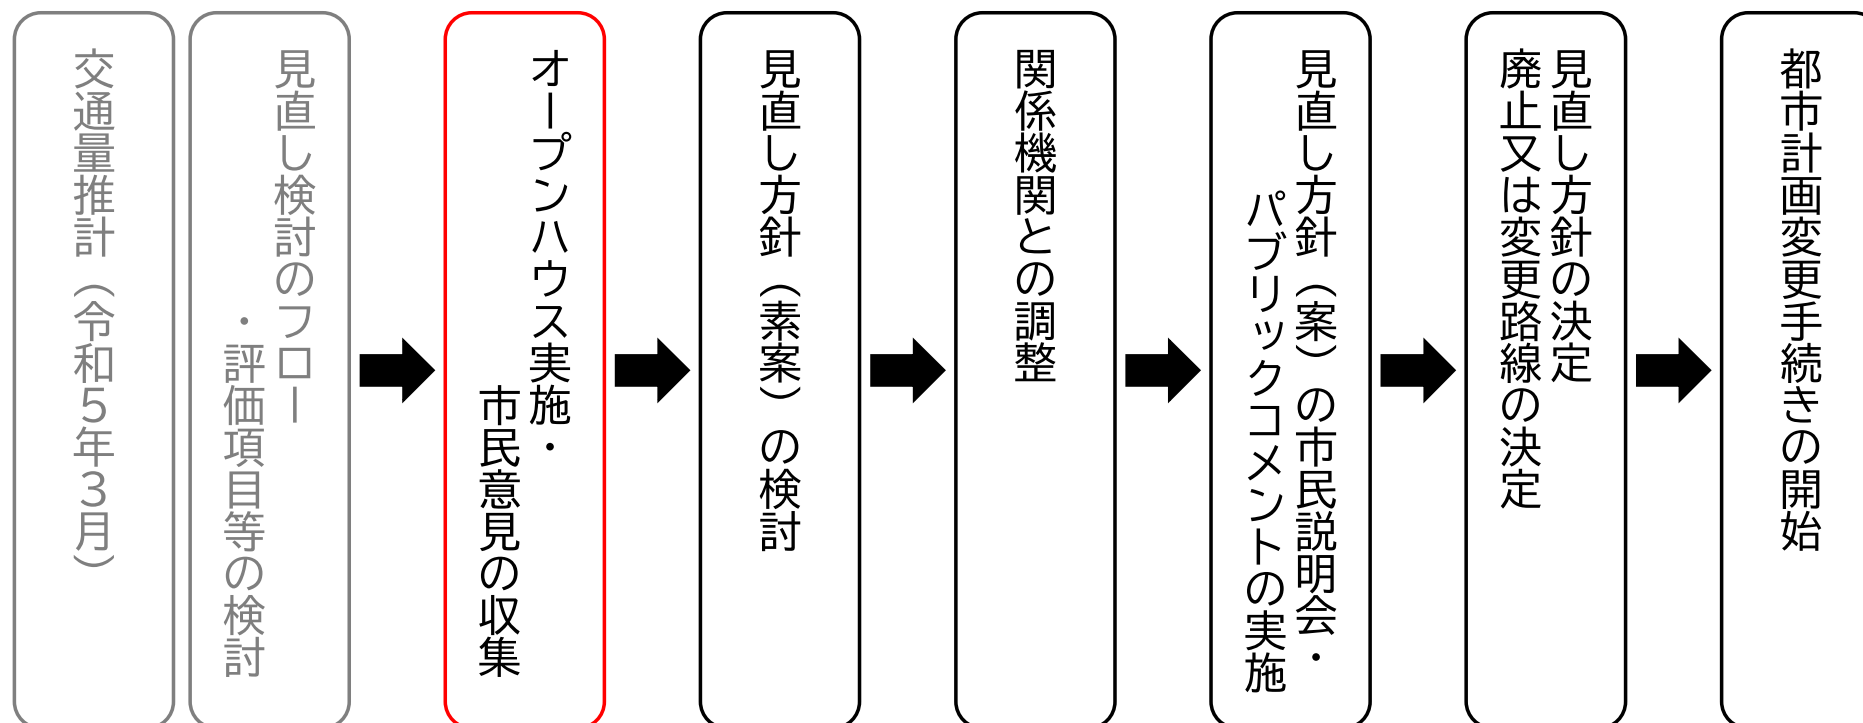 交通量推計（令和５年３月）
見直し検討のフロー
・評価項目等の検討
オープンハウス実施・
市民意見の収集
見直し方針（素案）の検討
関係機関との調整
見直し方針（案）の市民説明会・
パブリックコメントの実施
見直し方針の決定
廃止又は変更路線の決定
都市計画変更手続きの開始